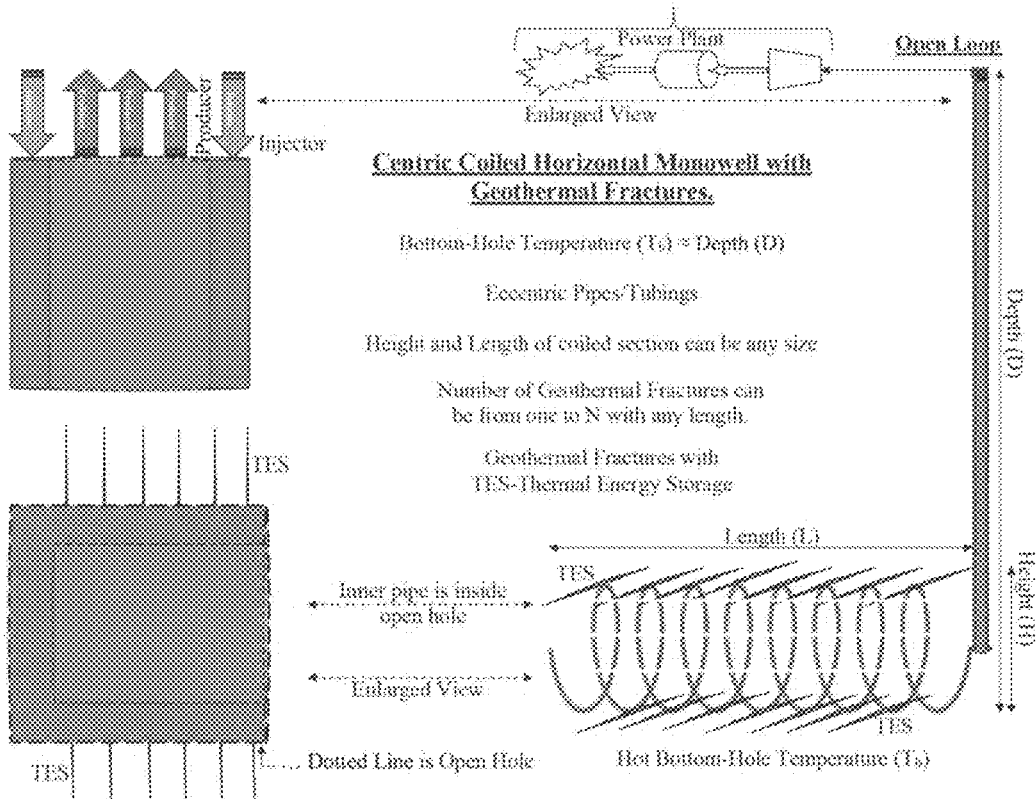 Power Plant
Open Loop
Producer
Enlarged View
Injector
Centric Coiled Horizontal Monowell with
Geothermal Fractures.
Bottom-Hole Temperature (Tᵦ) ≈ Depth (D)
Eccentric Pipes/Tubings
Depth (D)
Height and Length of coiled section can be any size
Number of Geothermal Fractures can
be from one to N with any length.
TES
Geothermal Fractures with
TES-Thermal Energy Storage
Length (L)
TES
Height (H)
Inner pipe is inside
open hole
Enlarged View
TES
TES
Dotted Line is Open Hole
Hot Bottom-Hole Temperature (Tᵦ)